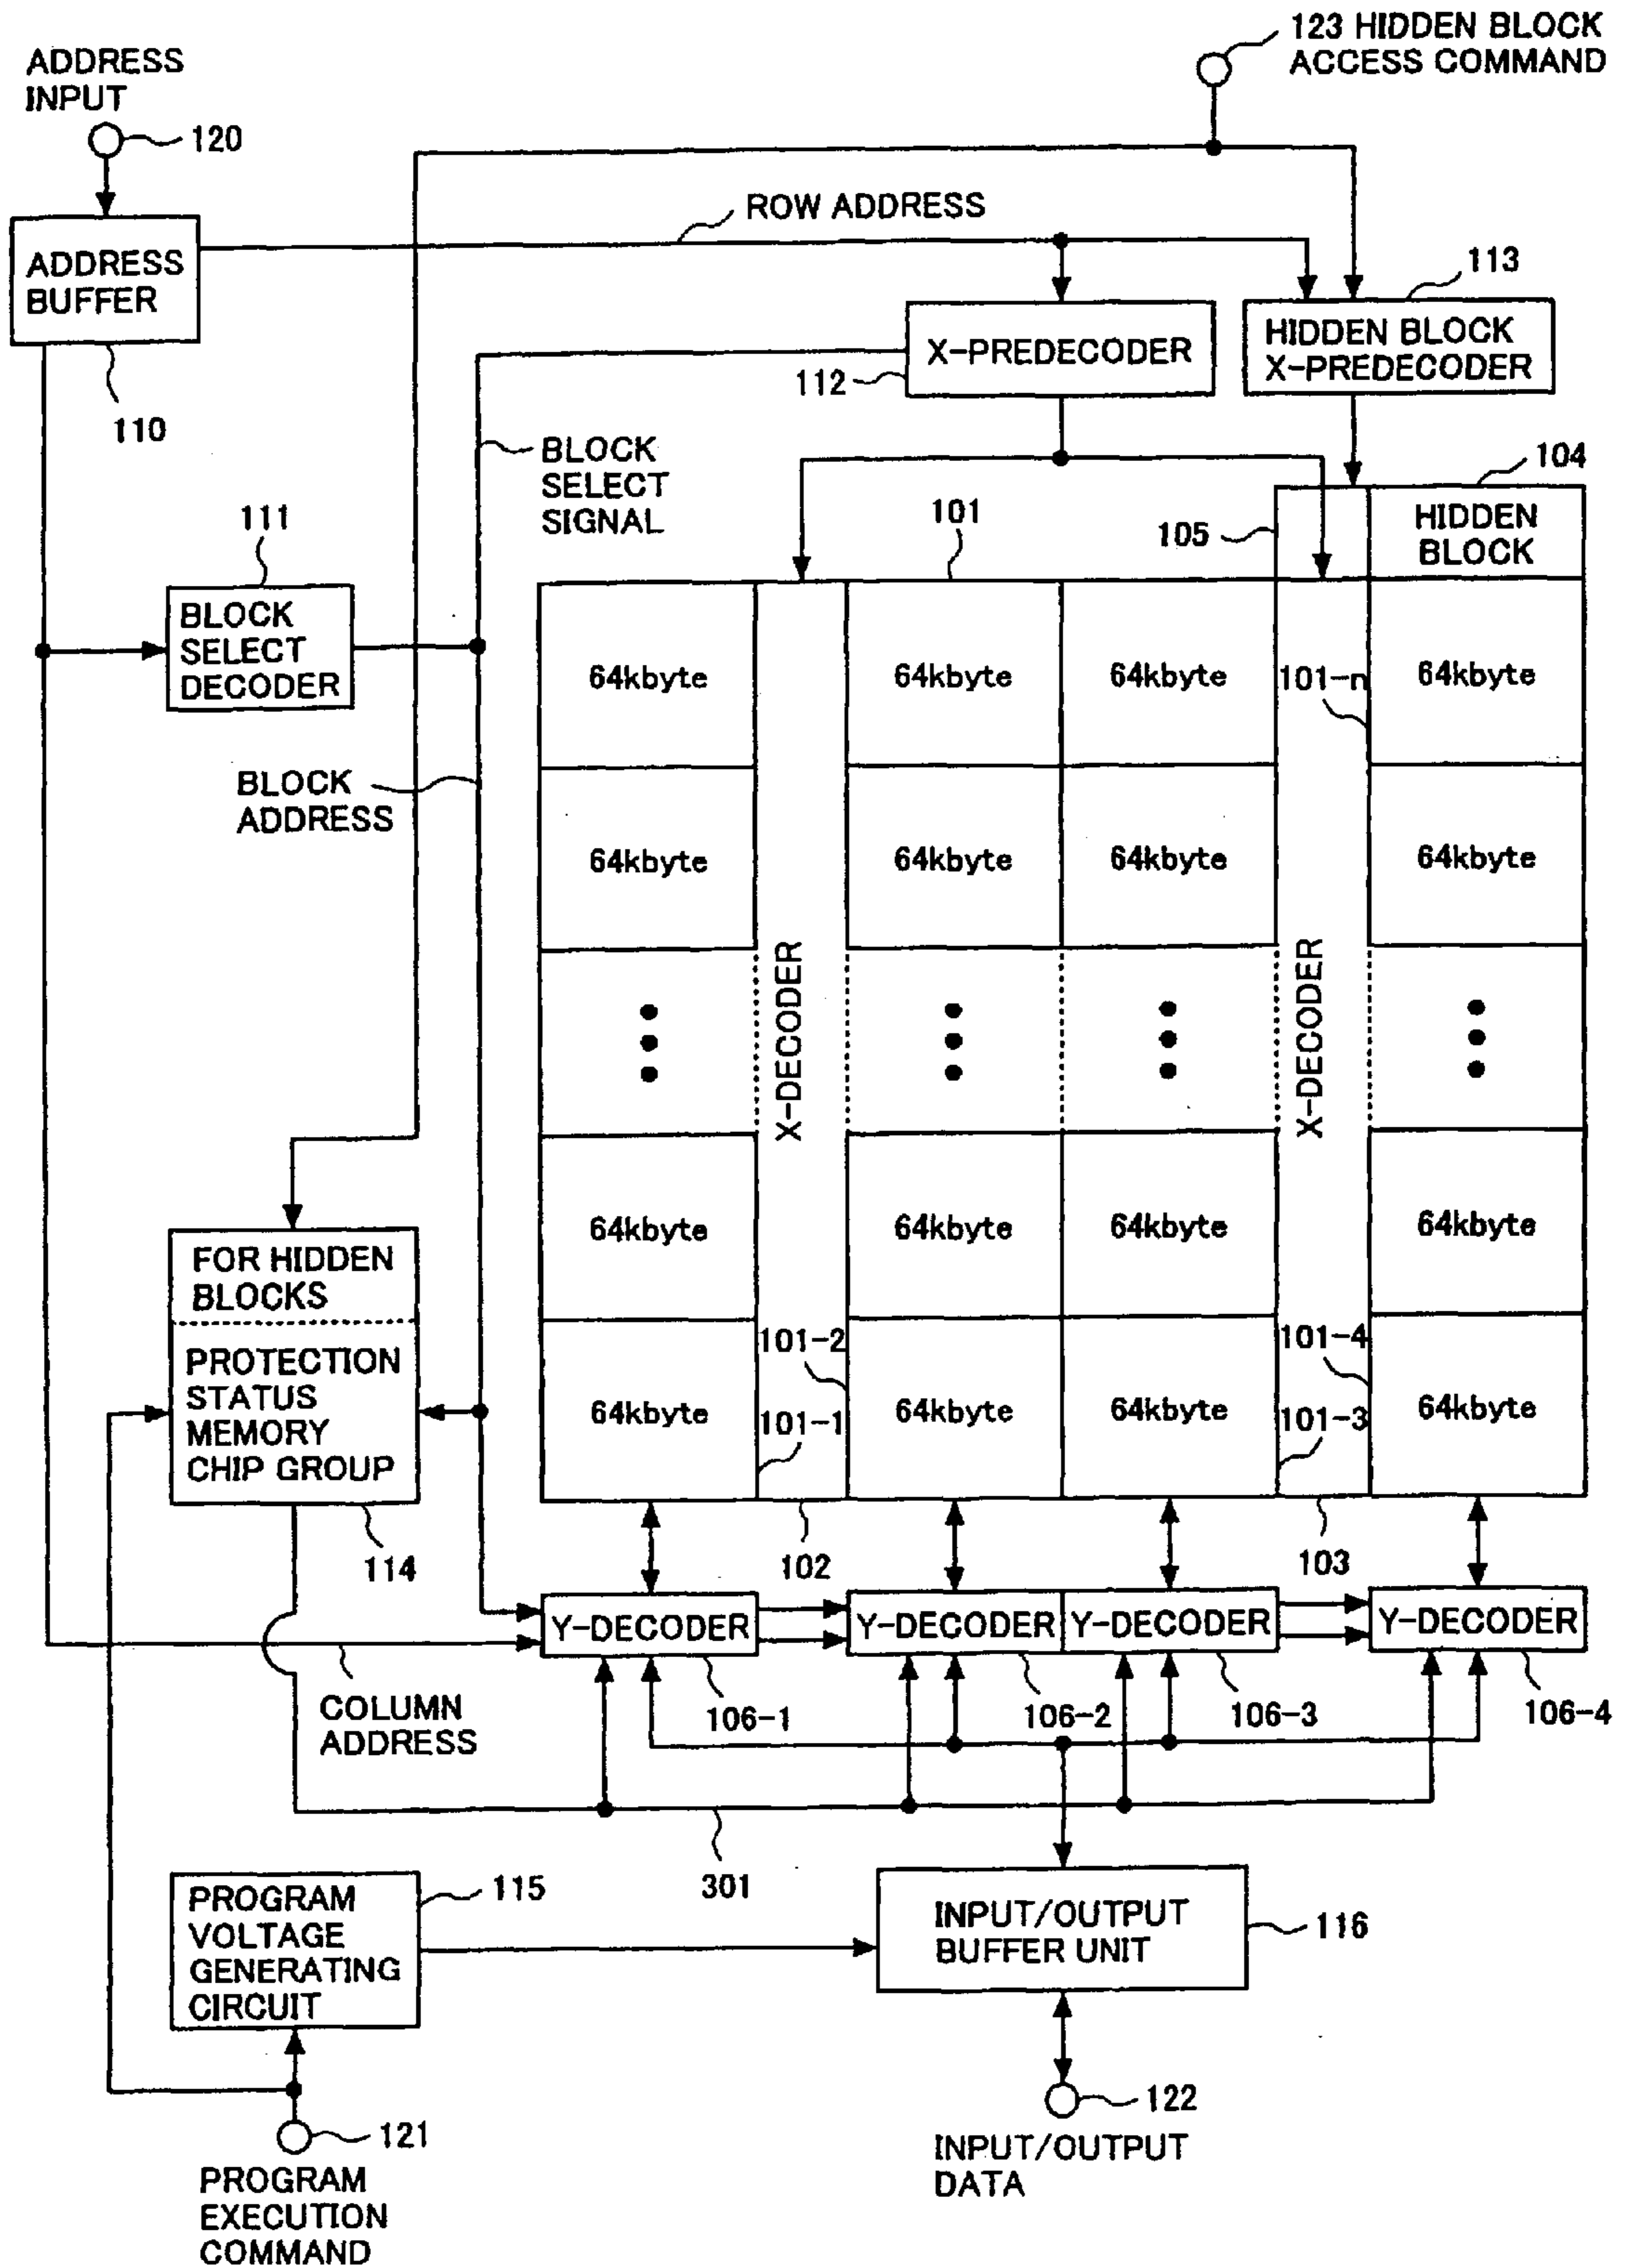 123 HIDDEN BLOCK
ACCESS COMMAND
ADDRESS
INPUT
120
ROW ADDRESS
ADDRESS
BUFFER
110
113
X-PREDECODER
112
HIDDEN BLOCK
X-PREDECODER
BLOCK
SELECT
SIGNAL
104
HIDDEN
BLOCK
105
101
111
BLOCK
SELECT
DECODER
BLOCK
ADDRESS
64kbyte
64kbyte
64kbyte
101-n
64kbyte
64kbyte
64kbyte
64kbyte
64kbyte
X-DECODER
X-DECODER
64kbyte
64kbyte
64kbyte
64kbyte
101-2
101-4
64kbyte
101-1
64kbyte
64kbyte
101-3
64kbyte
FOR HIDDEN
BLOCKS
PROTECTION
STATUS
MEMORY
CHIP GROUP
114
102
103
Y-DECODER
Y-DECODER
Y-DECODER
Y-DECODER
106-1
106-2
106-3
106-4
COLUMN
ADDRESS
301
PROGRAM
VOLTAGE
GENERATING
CIRCUIT
115
INPUT/OUTPUT
BUFFER UNIT
116
121
PROGRAM
EXECUTION
COMMAND
122
INPUT/OUTPUT
DATA